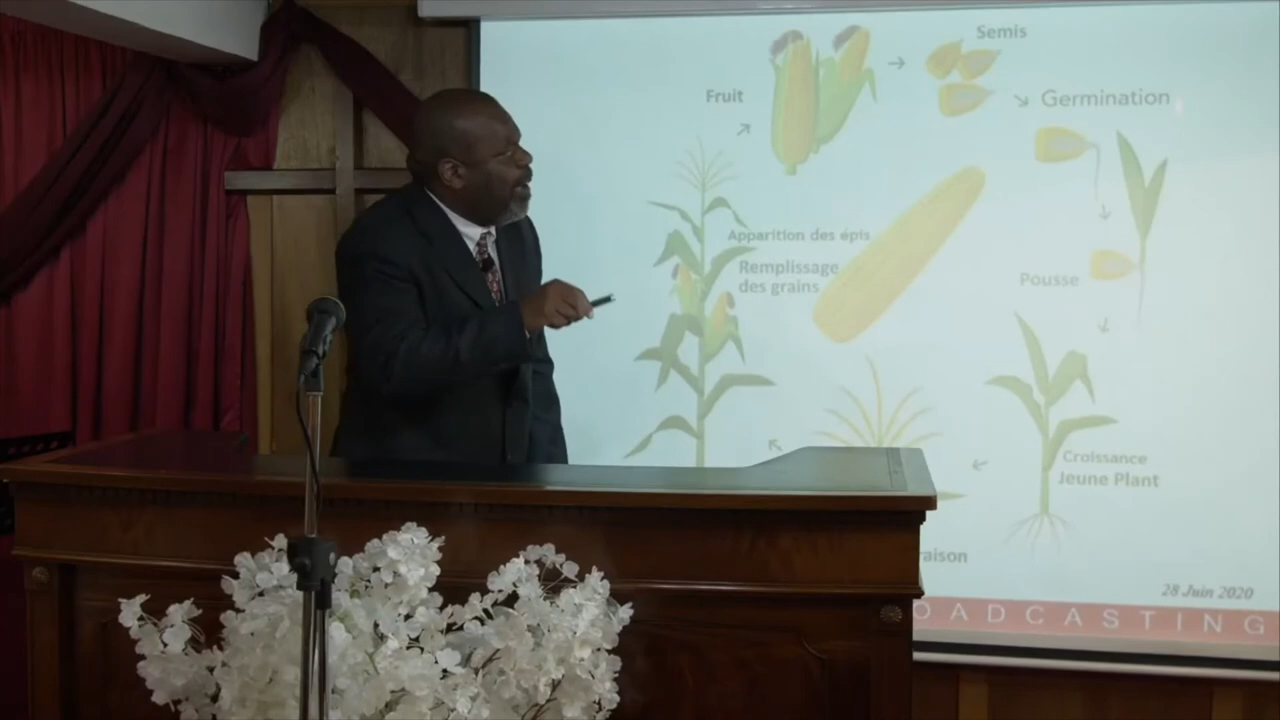 Semis
Fruit
Germination
Apparition des épis
Remplissage
des grains
Pousse
Croissance
Jeune Plant
raison
28 Juin 2020
OADCASTING